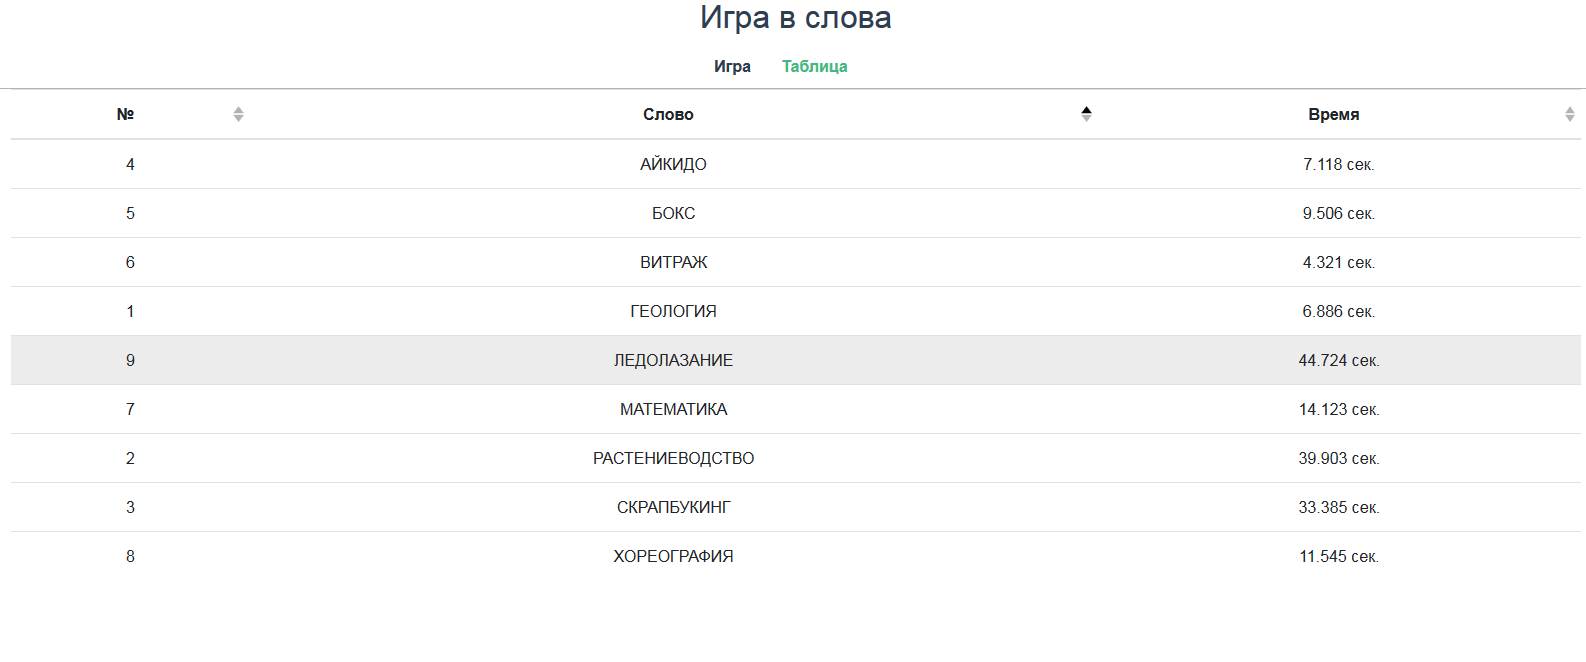 Игра в слова
Игра Таблица
№ Слово Время
4 АЙКИДО 7.118 сек.
5 БОКС 9.506 сек.
6 ВИТРАЖ 4.321 сек.
1 ГЕОЛОГИЯ 6.886 сек.
9 ЛЕДОЛАЗАНИЕ 44.724 сек.
7 МАТЕМАТИКА 14.123 сек.
2 РАСТЕНИЕВОДСТВО 39.903 сек.
3 СКРАПБУКИНГ 33.385 сек.
8 ХОРЕОГРАФИЯ 11.545 сек.